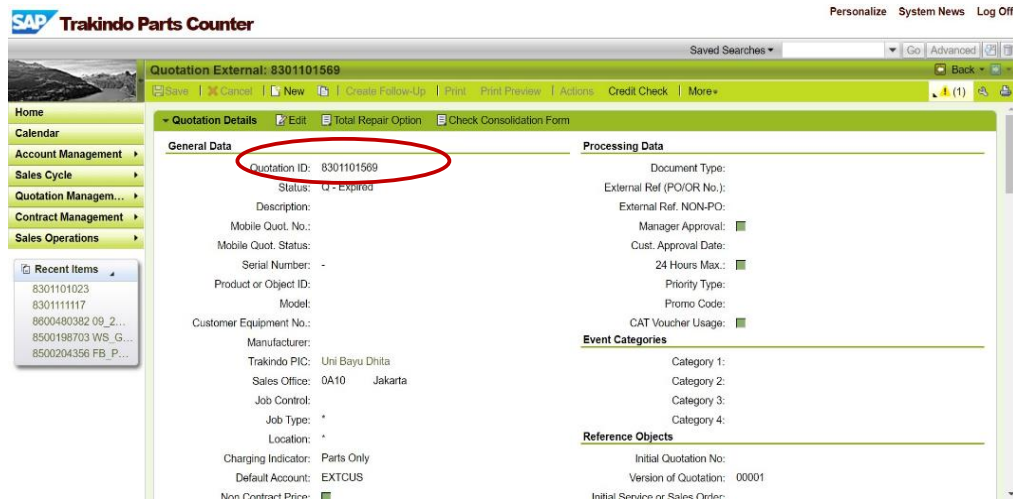 Personalize System News Log Off
SAP Trakindo Parts Counter
Saved Searches Go Advanced
Quotation External: 8301101569 Back
Save Cancel New Create Follow-Up Print Print Preview Actions Credit Check More (1)
Home
Calendar
Account Management
Sales Cycle
Quotation Managem...
Contract Management
Sales Operations
Recent Items
8301101023
8301111117
8600480382 09_2...
8500198703 WS_G...
8500204356 FB_P...
Quotation Details Edit Total Repair Option Check Consolidation Form
General Data
Quotation ID: 8301101569
Status: Q - Expired
Description:
Mobile Quot. No.:
Mobile Quot. Status:
Serial Number: -
Product or Object ID:
Model:
Customer Equipment No.:
Manufacturer:
Trakindo PIC: Uni Bayu Dhita
Sales Office: 0A10 Jakarta
Job Control:
Job Type: *
Location: *
Charging Indicator: Parts Only
Default Account: EXTCUS
Non Contract Price:
Processing Data
Document Type:
External Ref (PO/OR No.):
External Ref. NON-PO:
Manager Approval:
Cust. Approval Date:
24 Hours Max.:
Priority Type:
Promo Code:
CAT Voucher Usage:
Event Categories
Category 1:
Category 2:
Category 3:
Category 4:
Reference Objects
Initial Quotation No:
Version of Quotation: 00001
Initial Service or Sales Order: